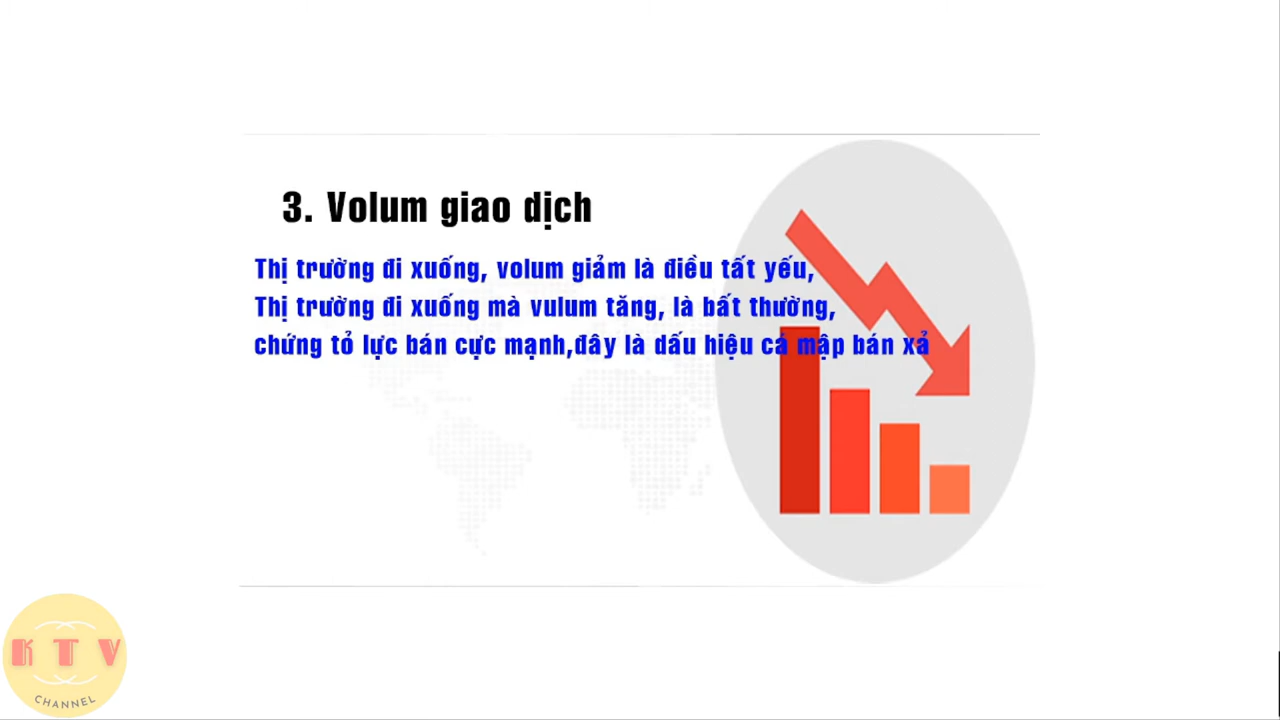 3. Volum giao dịch
Thị trường đi xuống, volum giảm là điều tất yếu,
Thị trường đi xuống mà vulum tăng, là bất thường,
chứng tỏ lực bán cực mạnh,đây là dấu hiệu cá mập bán xả
KTV
CHANNEL